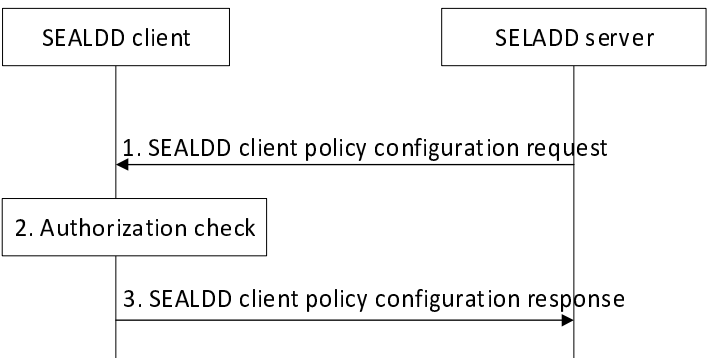 SEALDD client
SELADD server
1. SEALDD client policy configuration request
2. Authorization check
3. SEALDD client policy configuration response